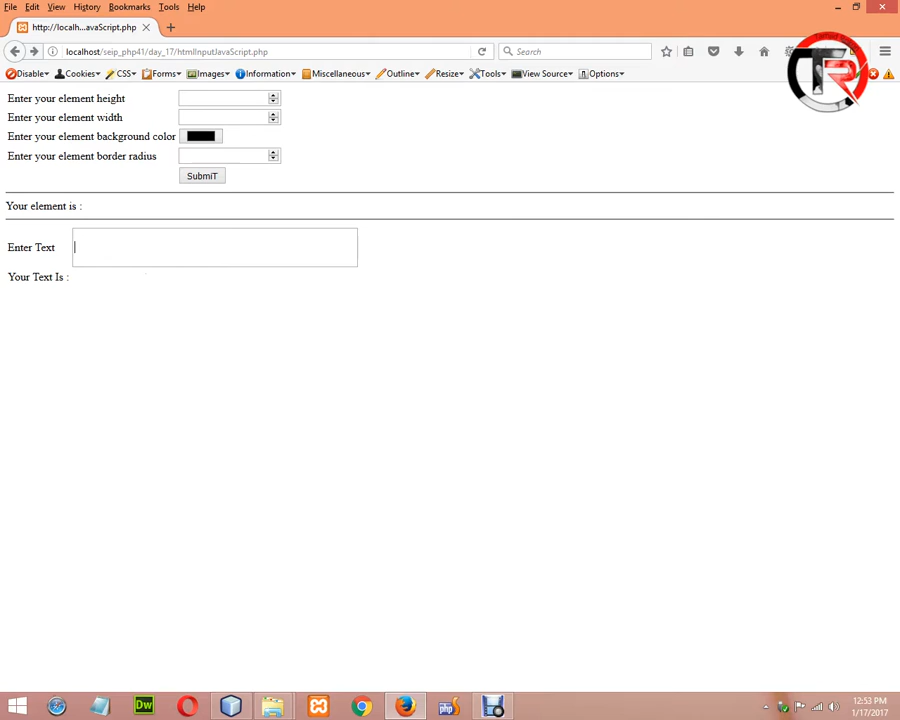 File Edit View History Bookmarks Tools Help
http://localh...avaScript.php
localhost/seip_php41/day_17/htmlInputJavaScript.php
Search
Disable Cookies CSS Forms Images Information Miscellaneous Outline Resize Tools View Source Options
Enter your element height
Enter your element width
Enter your element background color
Enter your element border radius
SubmiT
Your element is :
Enter Text
Your Text Is :
Dw
php
12:53 PM
1/17/2017